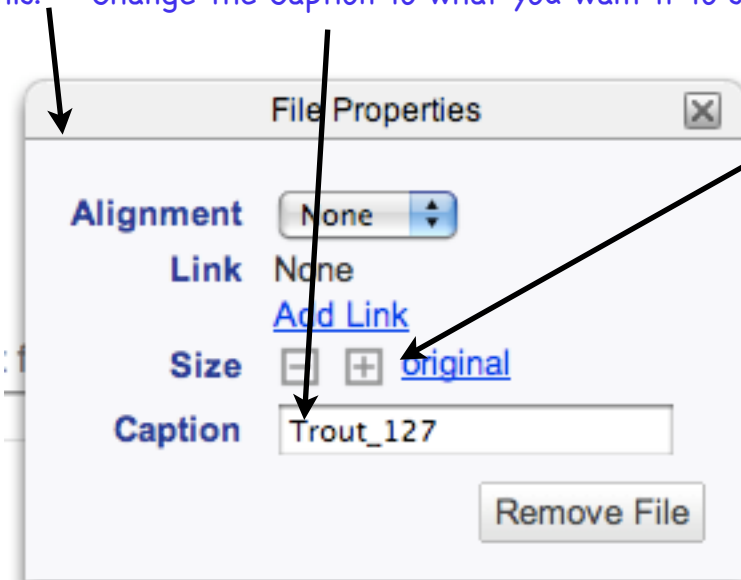 Change the caption to what you want it to
File Properties
Alignment None
Link None
Add Link
Size original
Caption Trout_127
Remove File